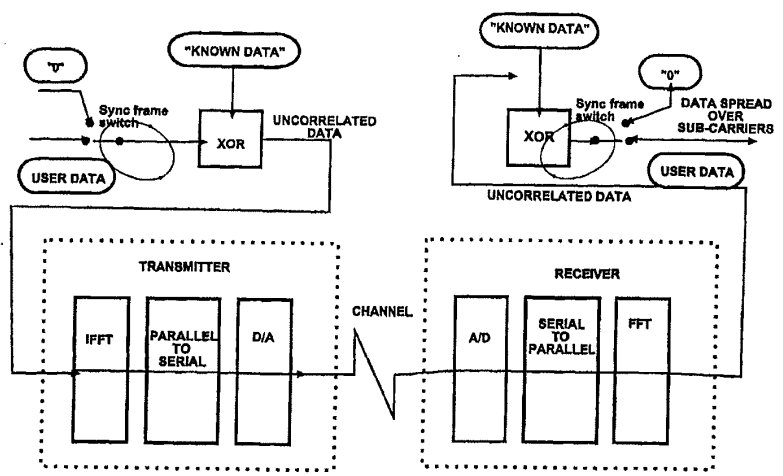 "KNOWN DATA"
"0"
Sync frame
switch
XOR
UNCORRELATED
DATA
USER DATA
"KNOWN DATA"
"0"
Sync frame
switch
DATA SPREAD
OVER
SUB-CARRIERS
XOR
USER DATA
UNCORRELATED DATA
TRANSMITTER
IFFT
PARALLEL
TO
SERIAL
D/A
CHANNEL
RECEIVER
A/D
SERIAL
TO
PARALLEL
FFT